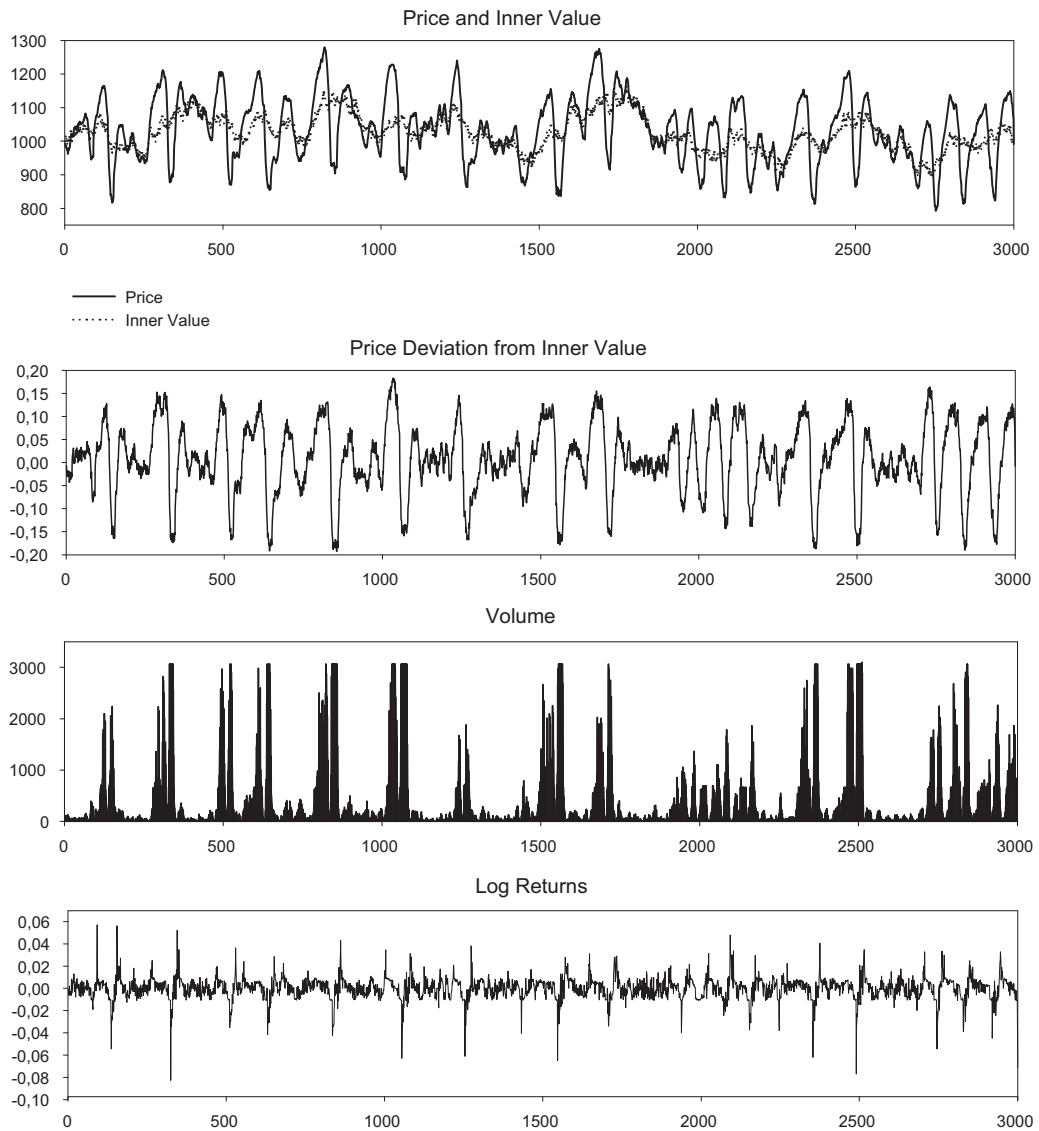 Price and Inner Value
1300
1200
1100
1000
900
800
0 500 1000 1500 2000 2500 3000
Price
Inner Value
Price Deviation from Inner Value
0,20
0,15
0,10
0,05
0,00
-0,05
-0,10
-0,15
-0,20
0 500 1000 1500 2000 2500 3000
Volume
3000
2000
1000
0
0 500 1000 1500 2000 2500 3000
Log Returns
0,06
0,04
0,02
0,00
-0,02
-0,04
-0,06
-0,08
-0,10
0 500 1000 1500 2000 2500 3000